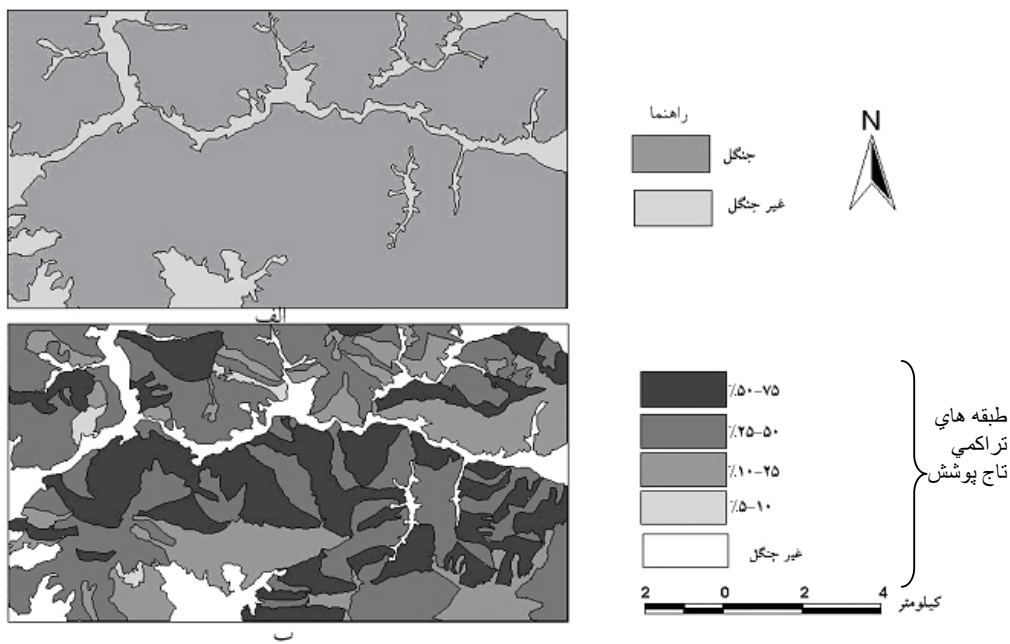 راهنما
جنگل
غیر جنگل
N
الف
٪۵۰-۷۵
٪۲۵-۵۰
٪۱۰-۲۵
٪۵-۱۰
غیر جنگل
طبقه هاي
تراكمي
تاج پوشش
2 0 2 4
کیلومتر
ب